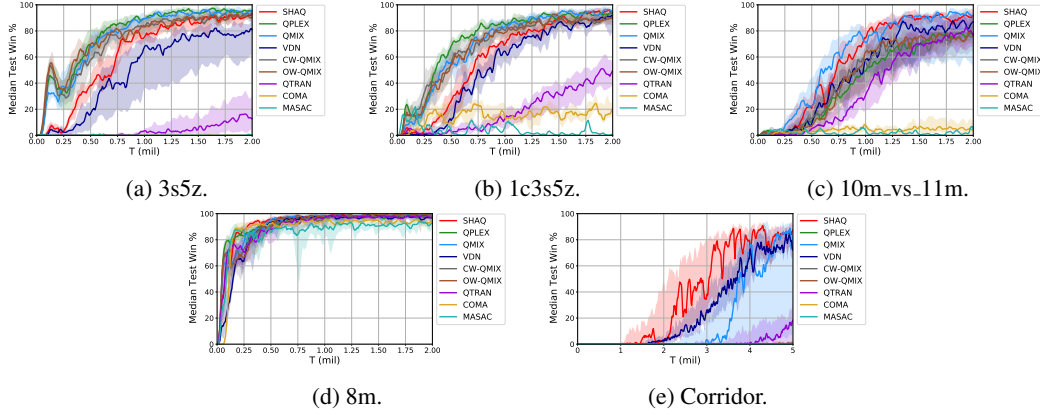 100
80
60
40
20
0
Median Test Win %
0.00 0.25 0.50 0.75 1.00 1.25 1.50 1.75 2.00
T (mil)
SHAQ
QPLEX
QMIX
VDN
CW-QMIX
OW-QMIX
QTRAN
COMA
MASAC
(a) 3s5z.
100
80
60
40
20
0
Median Test Win %
0.00 0.25 0.50 0.75 1.00 1.25 1.50 1.75 2.00
T (mil)
SHAQ
QPLEX
QMIX
VDN
CW-QMIX
OW-QMIX
QTRAN
COMA
MASAC
(b) 1c3s5z.
100
80
60
40
20
0
Median Test Win %
0.00 0.25 0.50 0.75 1.00 1.25 1.50 1.75 2.00
T (mil)
SHAQ
QPLEX
QMIX
VDN
CW-QMIX
OW-QMIX
QTRAN
COMA
MASAC
(c) 10m_vs_11m.
100
80
60
40
20
0
Median Test Win %
0.00 0.25 0.50 0.75 1.00 1.25 1.50 1.75 2.00
T (mil)
SHAQ
QPLEX
QMIX
VDN
CW-QMIX
OW-QMIX
QTRAN
COMA
MASAC
(d) 8m.
100
80
60
40
20
0
Median Test Win %
0 1 2 3 4 5
T (mil)
SHAQ
QPLEX
QMIX
VDN
CW-QMIX
OW-QMIX
QTRAN
COMA
MASAC
(e) Corridor.